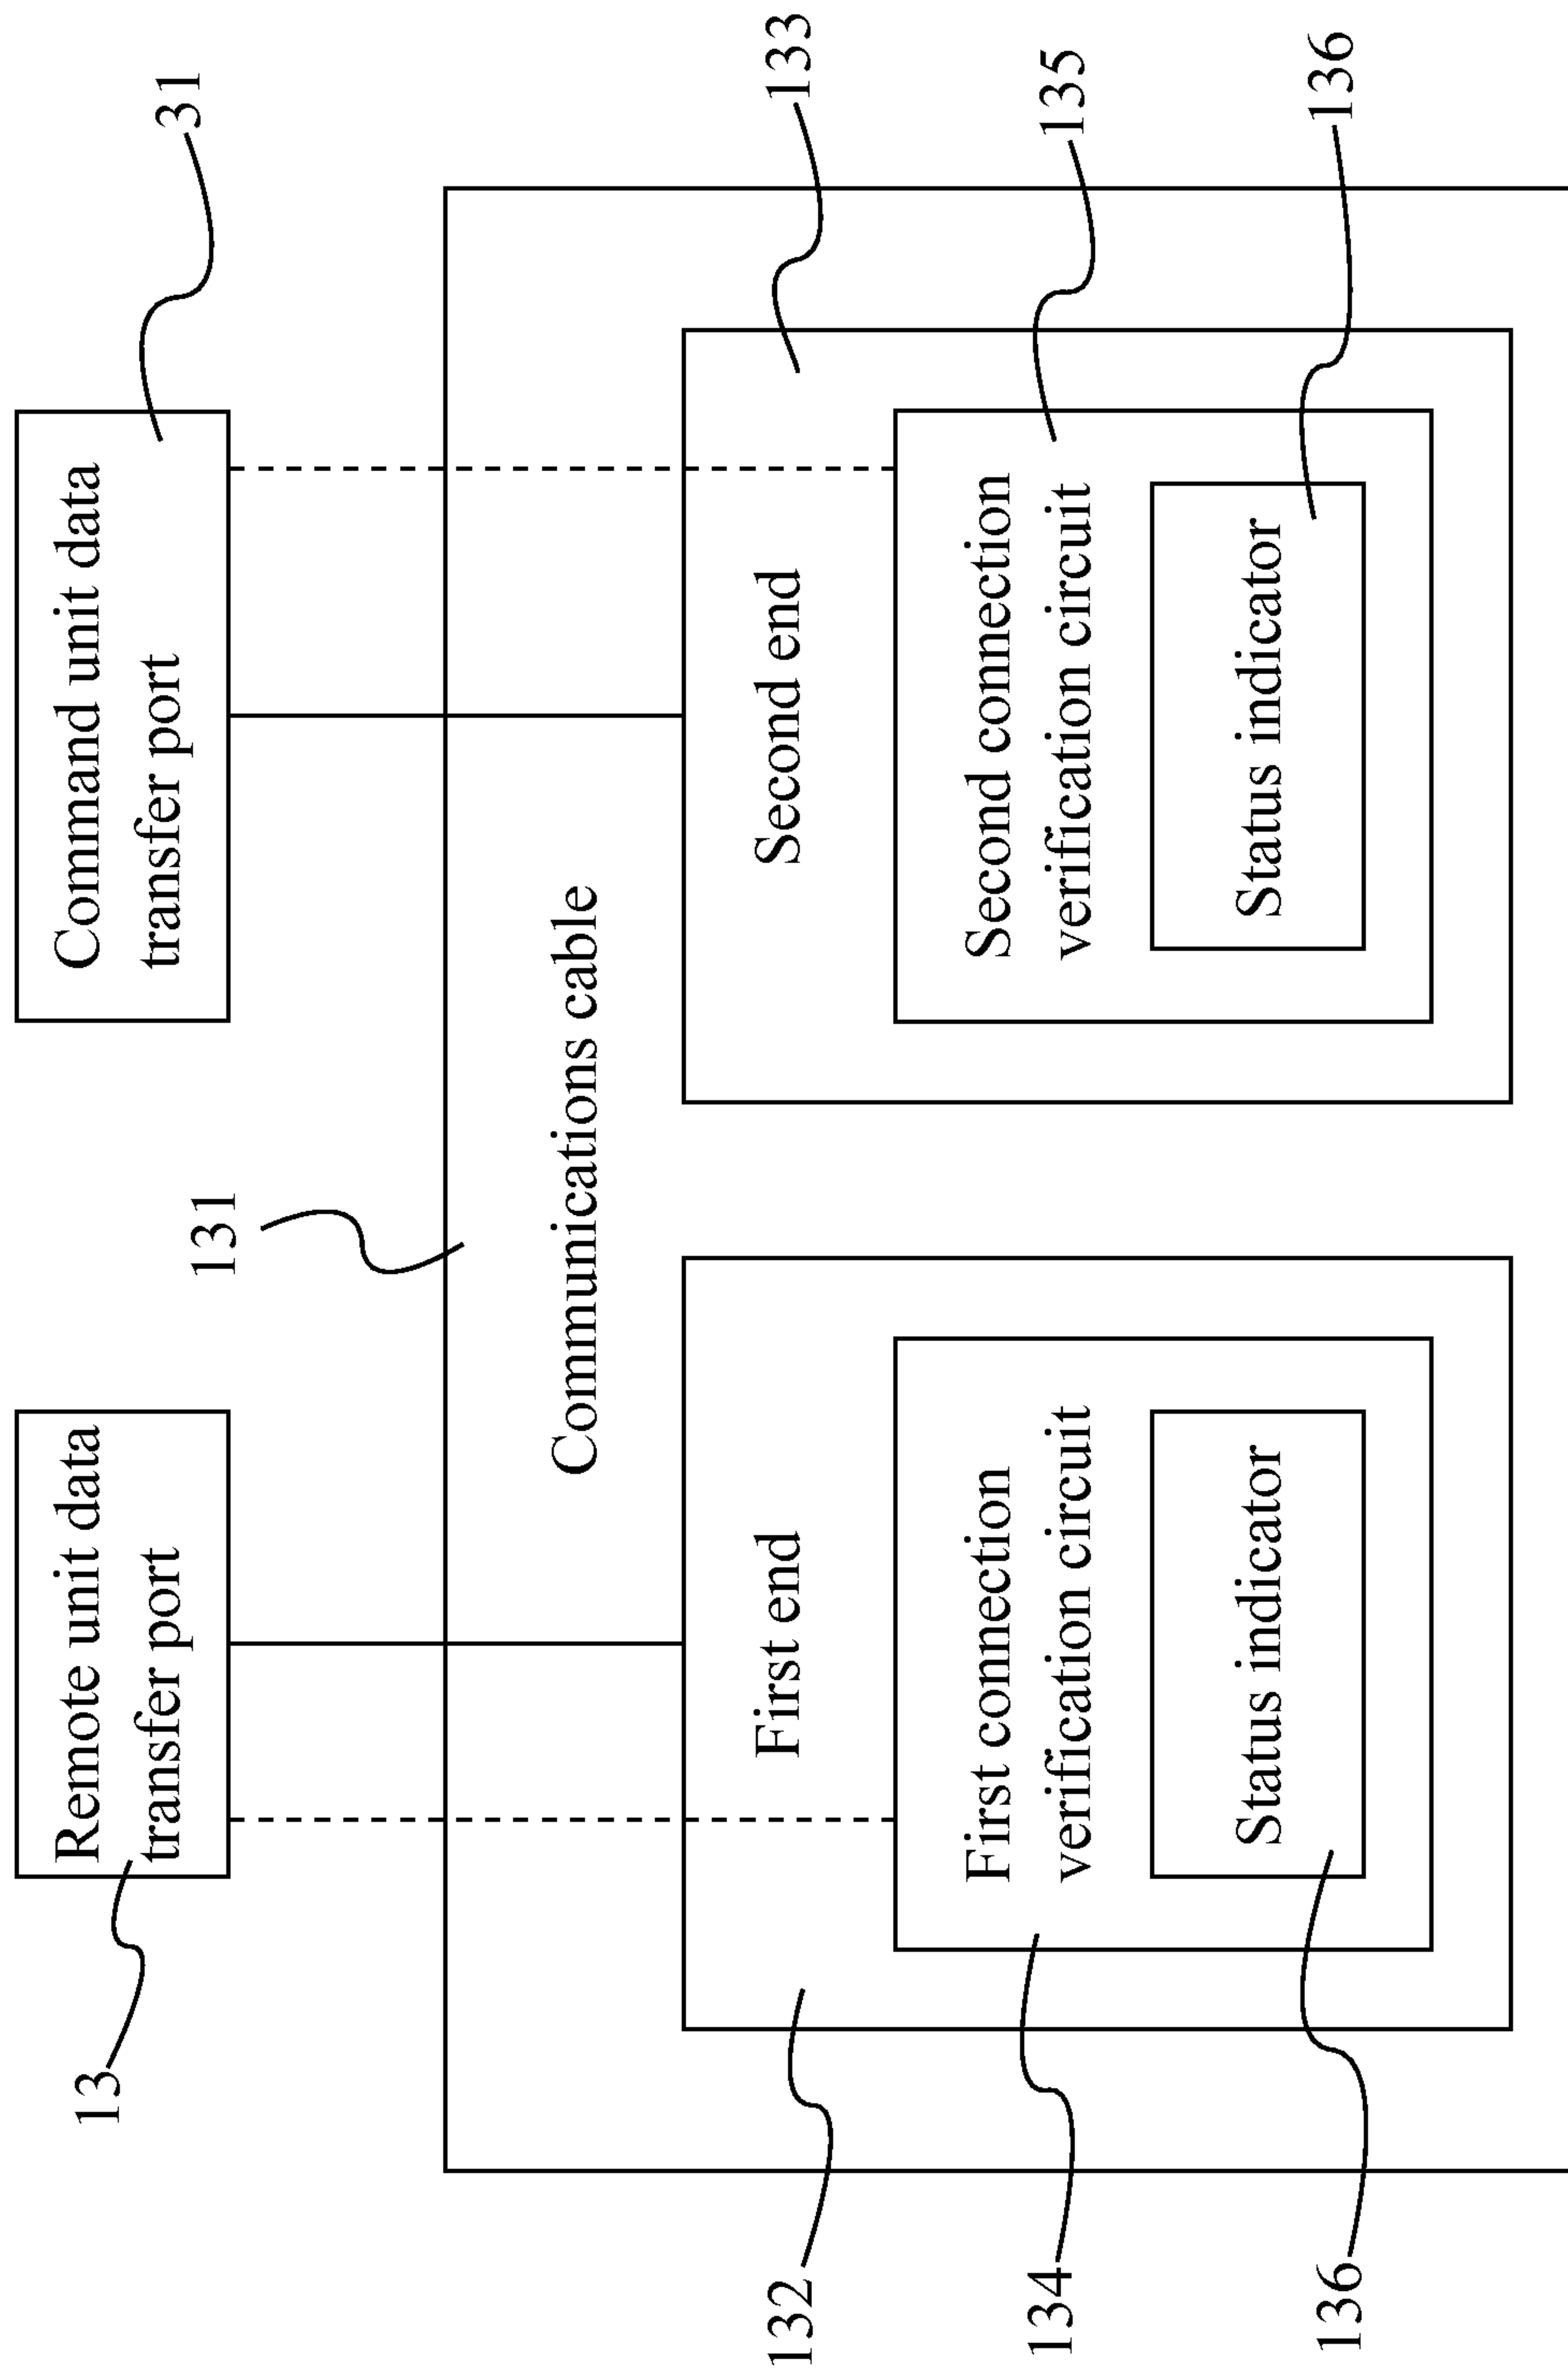 13
Remote unit data
transfer port
Command unit data
transfer port
31
131
Communications cable
132
First end
Second end
133
134
First connection
verification circuit
Second connection
verification circuit
135
136
Status indicator
Status indicator
136